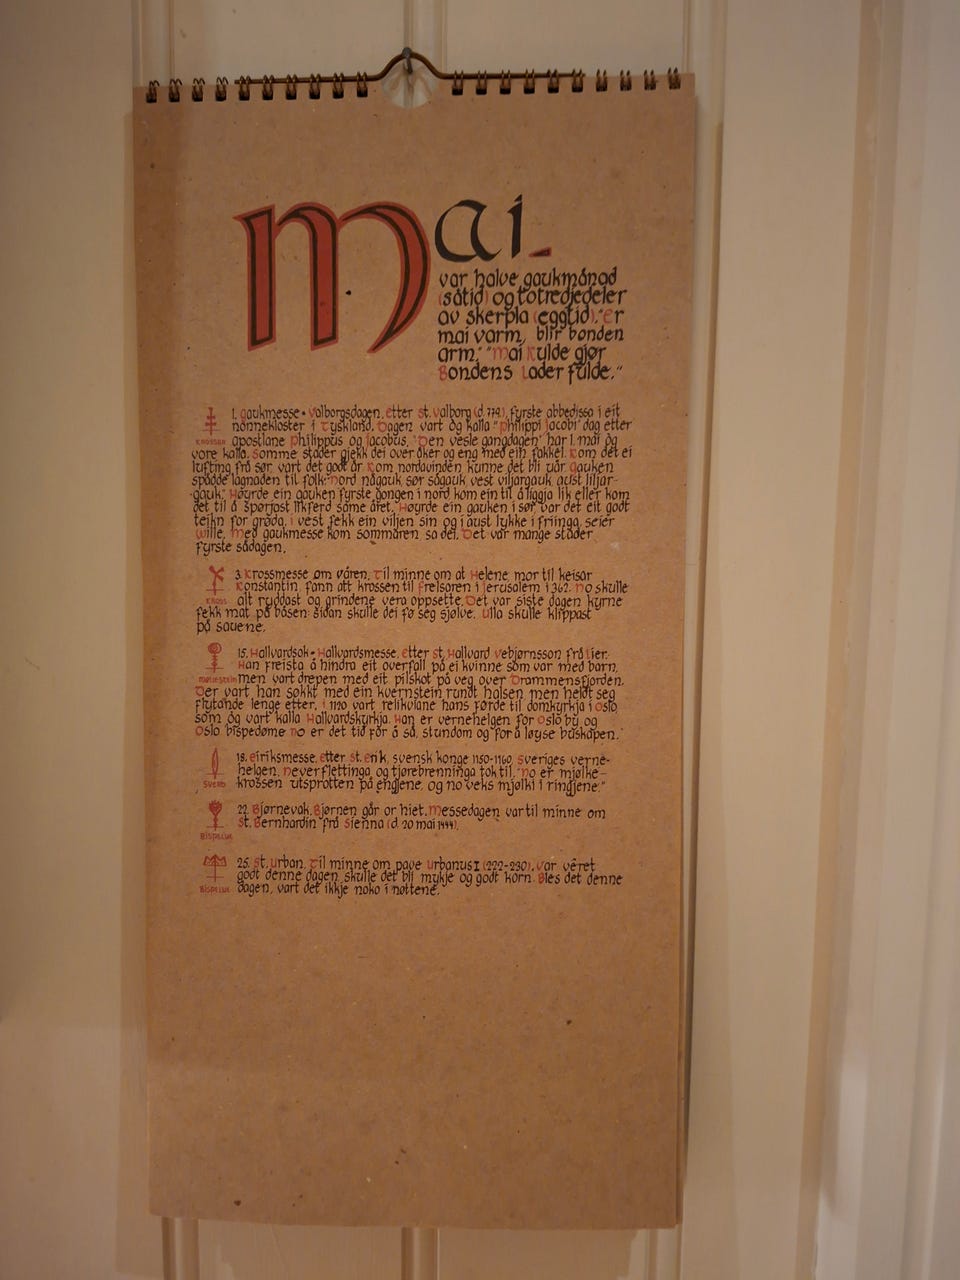 mai
var halve gaukmånad
(såtid) og totredjedeler
av skerpla (eggtid). "Er
mai varm, blir bonden
arm." "Mai Kulde gjør
Bondens Lader fulde."
1. Gaukmesse • Valborgsdagen. Etter St. Valborg (d. 779), fyrste abbedissa i eit
nonnekloster i Tyskland. Dagen vart òg kalla "Philippi Jacobi" dag etter
KROSSEN apostlane Philippus og Jacobus. "Den vesle gangdagen" har 1. mai òg
vore kalla. Somme stader gjekk dei over åker og eng med ein fakkel. Kom det ei
lufting frå sør vart det godt år. Kom nordavinden kunne det bli uår. Gauken
spådde lagnaden til folk: "Nord någauk, sør sågauk, vest viljargauk, aust liljar-
gauk." Høyrde ein gauken fyrste gongen i nord kom ein til å liggja lik eller kom
det til å spørjast likferd same året. Høyrde ein gauken i sør var det eit godt
teikn for grøda, i vest fekk ein viljen sin og i aust lykke i friinga, seier
Wille. Med gaukmesse kom sommaren sa dei. Det var mange stader
fyrste sådagen.
3. Krossmesse om våren. Til minne om at Helene, mor til keisar
Konstantin, fann att krossen til Frelsaren i Jerusalem i 362. No skulle
KROSS alt ryddast og grindene vera oppsette. Det var siste dagen kyrne
fekk mat på båsen: sidan skulle dei fø seg sjølve. Ulla skulle klippast
på sauene.
15. Hallvardsok • Hallvardsmesse. Etter St. Hallvard Vebjørnsson frå Lier.
Han freista å hindra eit overfall på ei kvinne som var med barn,
MØLLESTEIN men vart drepen med eit pilskot på veg over Drammensfjorden.
Der vart han søkkt med ein kvernstein rundt halsen, men heldt seg
flytande lenge etter. I 1170 vart relikviane hans førde til domkyrkja i Oslo
som òg vart kalla Hallvardskyrkja. Han er vernehelgen for Oslo by og
Oslo bispedøme. No er det tid for å så, stundom og for å løyse buskapen.
18. Eiriksmesse. Etter St. Erik, svensk konge 1150-1160, Sveriges verne-
helgen. Neverflettinga og tjørebrenninga tok til. "No er mjølke-
SVERD krossen utsprotten på engjene, og no veks mjølki i ringjene."
22. Bjørnevak. Bjørnen går or hiet. Messedagen var til minne om
St. Bernhardin frå Sienna (d. 20 mai 1444).
BISPELUE
25. St. Urban. Til minne om pave Urbanus I (222-230). Var vêret
godt denne dagen, skulle det bli mykje og godt korn. Bles det denne
BISPELUE dagen, vart det ikkje noko i nøttene.